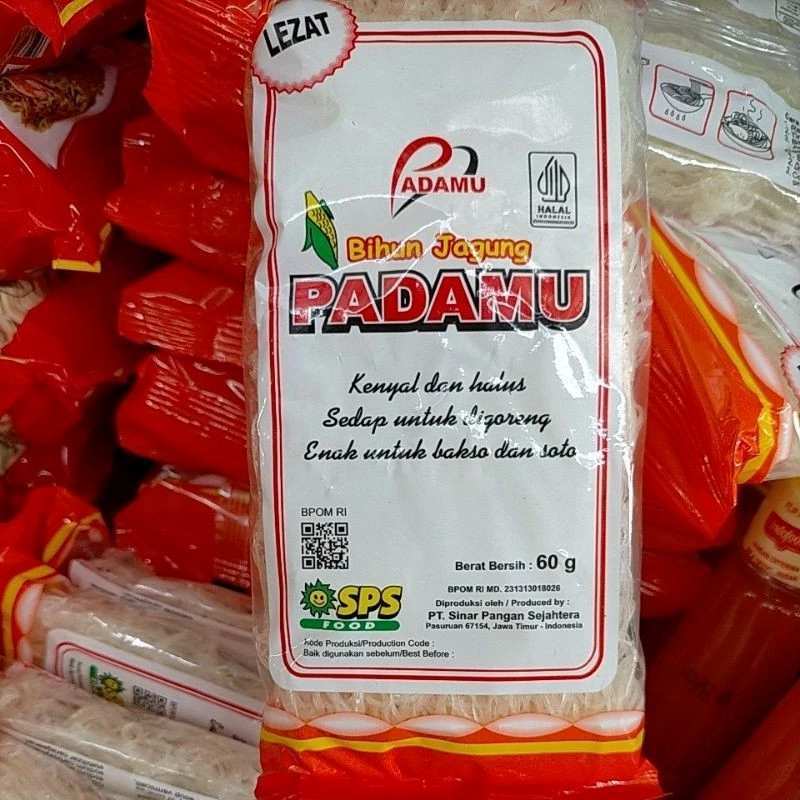 LEZAT
PADAMU
HALAL
INDONESIA
Bihun Jagung
PADAMU
Kenyal dan halus
Sedap untuk digoreng
Enak untuk bakso dan soto
BPOM RI
Berat Bersih : 60 g
BPOM RI MD. 231313018026
Diproduksi oleh / Produced by :
PT. Sinar Pangan Sejahtera
Pasuruan 67154, Jawa Timur - Indonesia
SPS
FOOD
Kode Produksi/Production Code :
Baik digunakan sebelum/Best Before :
SPS